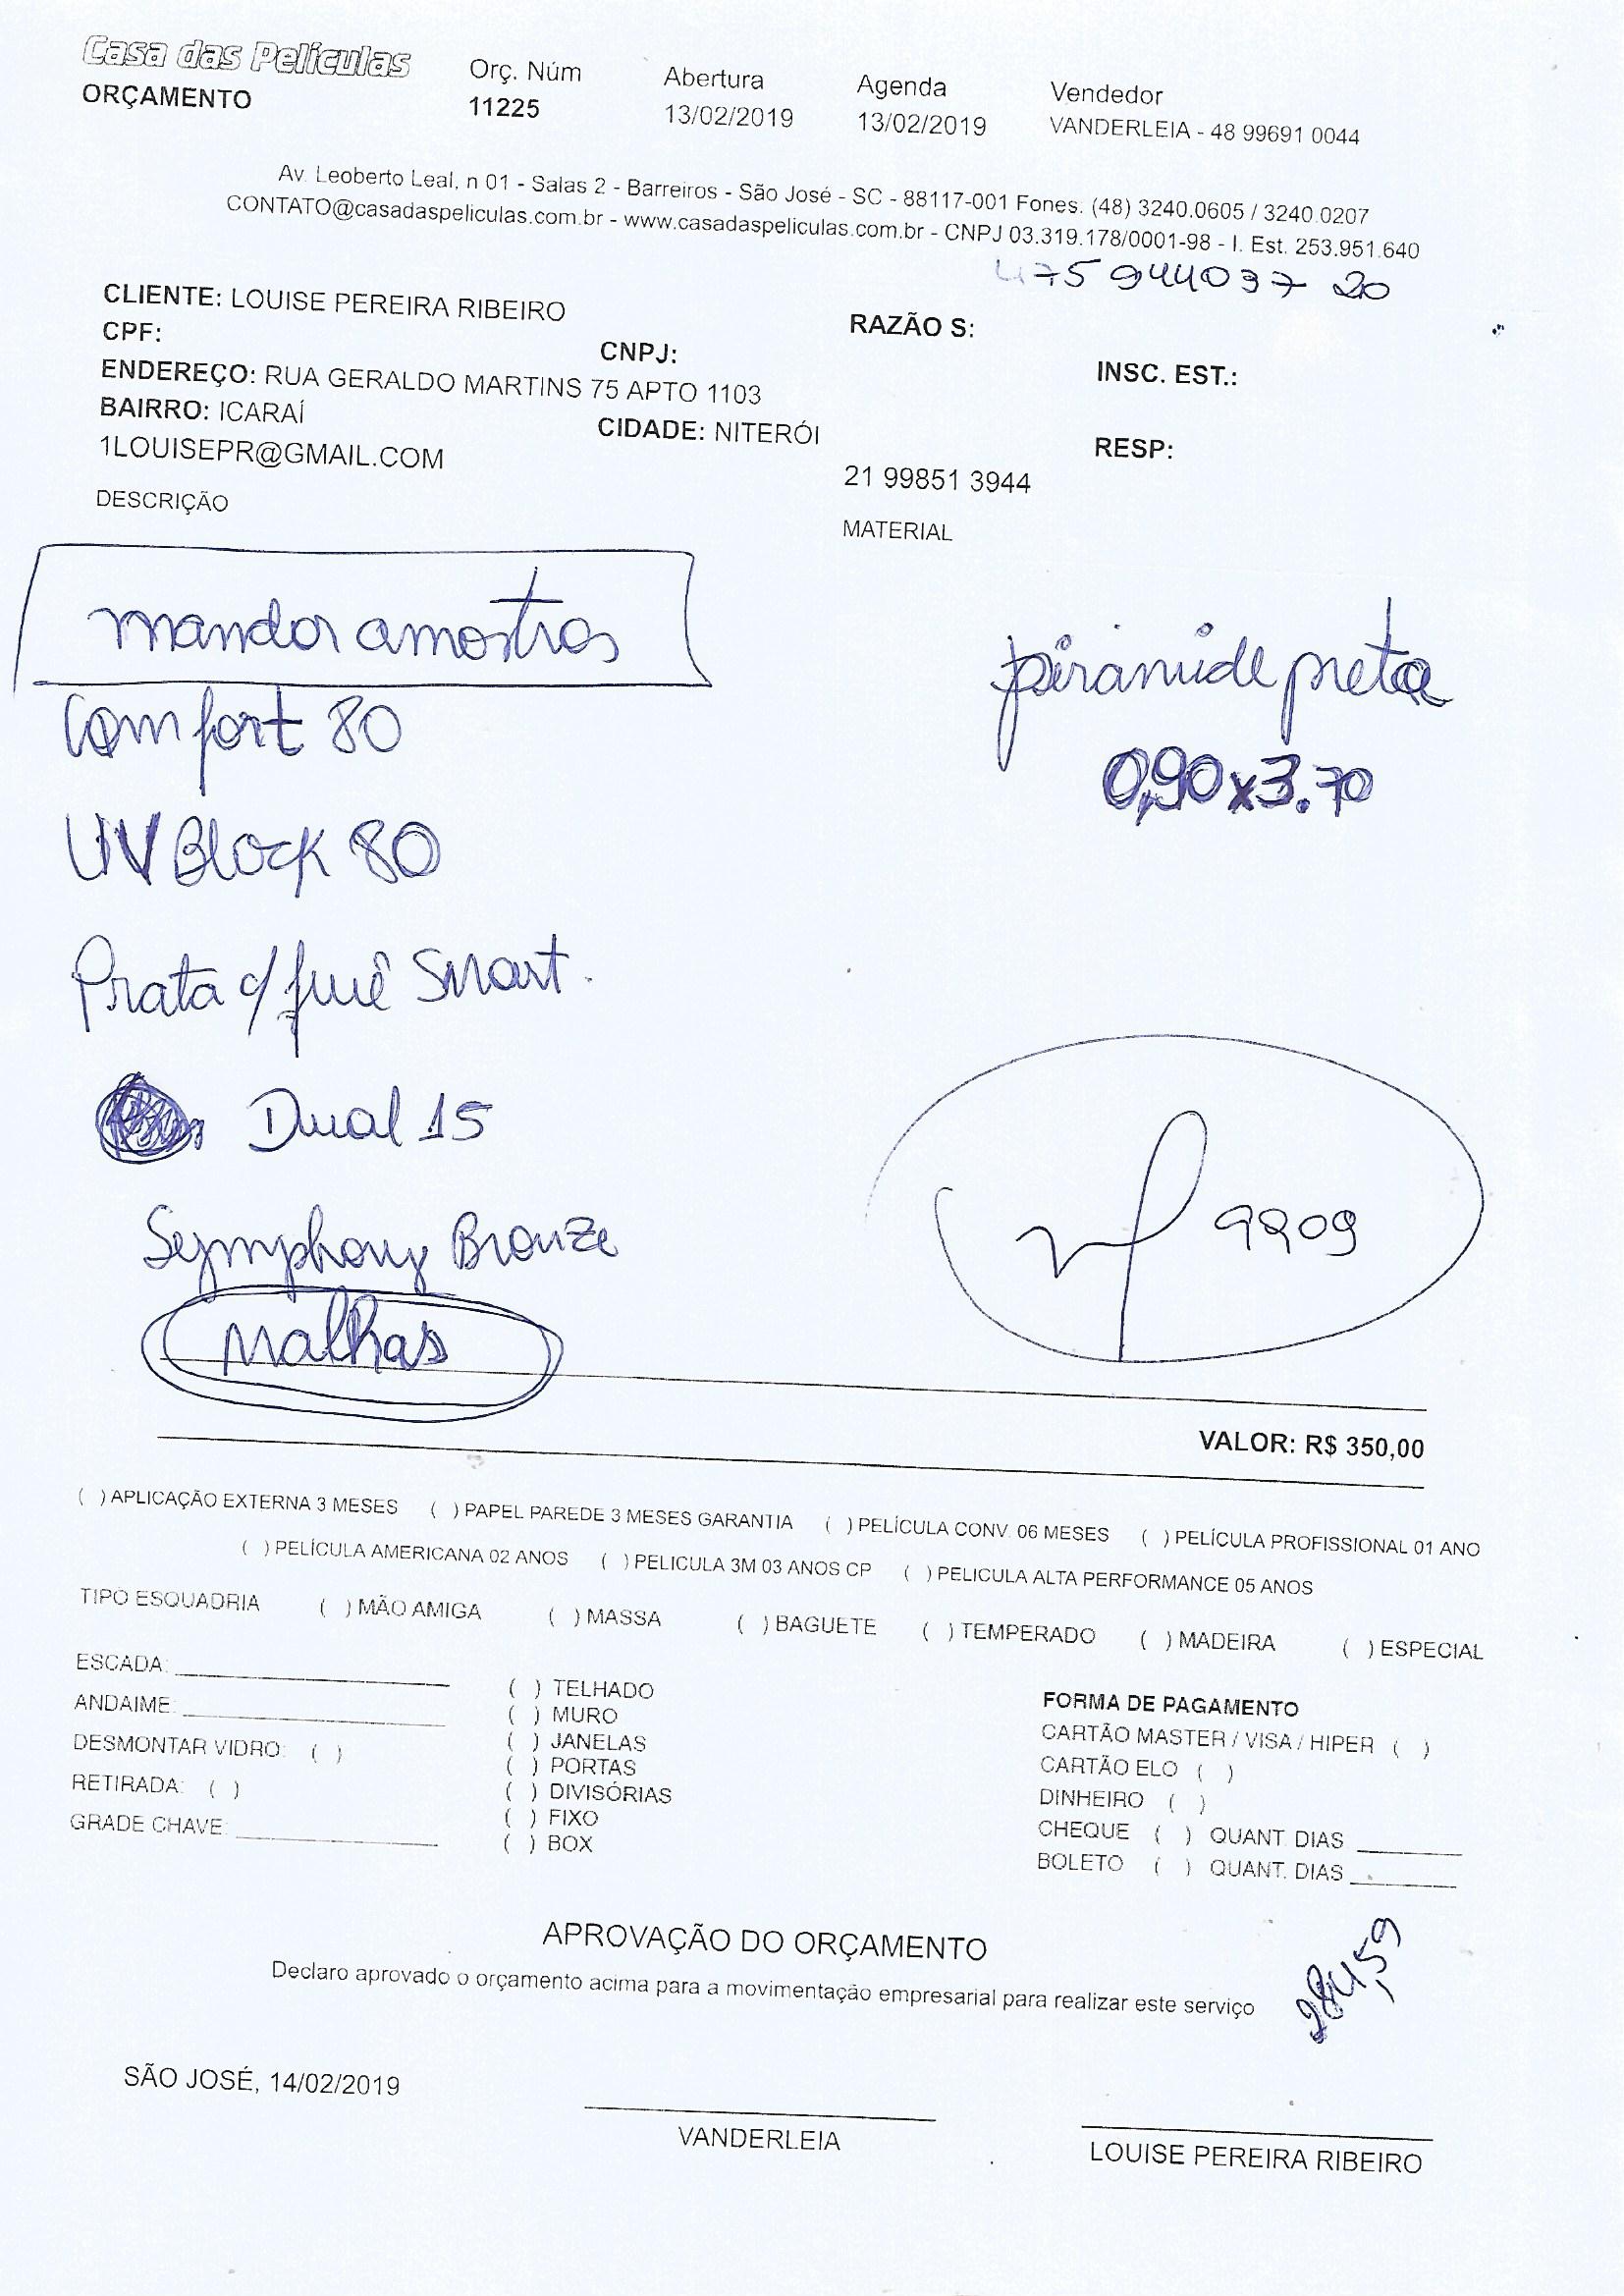 Casa das Películas
ORÇAMENTO
Orç. Núm
11225
Abertura
13/02/2019
Agenda
13/02/2019
Vendedor
VANDERLEIA - 48 99691 0044
Av. Leoberto Leal, n 01 - Salas 2 - Barreiros - São José - SC - 88117-001 Fones: (48) 3240.0605 / 3240.0207
CONTATO@casadaspeliculas.com.br - www.casadaspeliculas.com.br - CNPJ 03.319.178/0001-98 - I. Est. 253.951.640
475 944037 20
CLIENTE: LOUISE PEREIRA RIBEIRO
RAZÃO S:
CPF:
CNPJ:
INSC. EST.:
ENDEREÇO: RUA GERALDO MARTINS 75 APTO 1103
BAIRRO: ICARAÍ
CIDADE: NITERÓI
RESP:
1LOUISEPR@GMAIL.COM
21 99851 3944
DESCRIÇÃO
MATERIAL
mandar amostras
piramide preta
Comfort 80
0,90x3.70
UV Block 80
Prata c/ fumê Smart.
Dual 15
Symphony Bronze
9209
Malhas
VALOR: R$ 350,00
( ) APLICAÇÃO EXTERNA 3 MESES ( ) PAPEL PAREDE 3 MESES GARANTIA ( ) PELÍCULA CONV. 06 MESES ( ) PELÍCULA PROFISSIONAL 01 ANO
( ) PELÍCULA AMERICANA 02 ANOS ( ) PELICULA 3M 03 ANOS CP ( ) PELICULA ALTA PERFORMANCE 05 ANOS
TIPO ESQUADRIA ( ) MÃO AMIGA ( ) MASSA ( ) BAGUETE ( ) TEMPERADO ( ) MADEIRA ( ) ESPECIAL
ESCADA:
ANDAIME:
DESMONTAR VIDRO: ( )
RETIRADA: ( )
GRADE CHAVE:
( ) TELHADO
( ) MURO
( ) JANELAS
( ) PORTAS
( ) DIVISÓRIAS
( ) FIXO
( ) BOX
FORMA DE PAGAMENTO
CARTÃO MASTER / VISA / HIPER ( )
CARTÃO ELO ( )
DINHEIRO ( )
CHEQUE ( ) QUANT. DIAS
BOLETO ( ) QUANT. DIAS
APROVAÇÃO DO ORÇAMENTO
Declaro aprovado o orçamento acima para a movimentação empresarial para realizar este serviço
SÃO JOSÉ, 14/02/2019
VANDERLEIA
LOUISE PEREIRA RIBEIRO